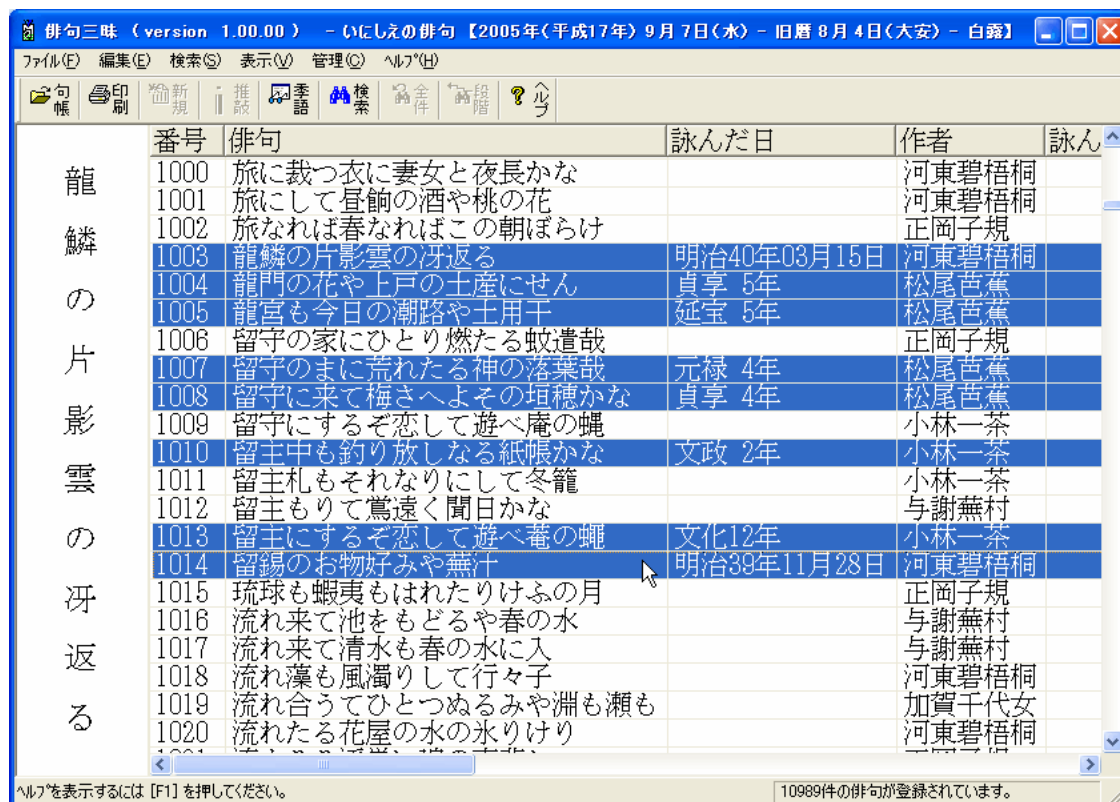 俳句三昧 (version 1.00.00) －いにしえの俳句【2005年(平成17年) 9月7日(水) － 旧暦 8月4日(大安) － 白露】
ﾌｧｲﾙ(F) 編集(E) 検索(S) 表示(V) 管理(C) ﾍﾙﾌﾟ(H)
句帳 印刷 新規 推敲 季語 検索 全件 段階 ヘルプ
龍鱗の片影雲の冴返る
番号 俳句 詠んだ日 作者 詠ん
1000 旅に裁つ衣に妻女と夜長かな 河東碧梧桐
1001 旅にして昼餉の酒や桃の花 河東碧梧桐
1002 旅なれば春なればこの朝ぼらけ 正岡子規
1003 龍鱗の片影雲の冴返る 明治40年03月15日 河東碧梧桐
1004 龍門の花や上戸の土産にせん 貞享 5年 松尾芭蕉
1005 龍宮も今日の潮路や土用干 延宝 5年 松尾芭蕉
1006 留守の家にひとり燃たる蚊遣哉 正岡子規
1007 留守のまに荒れたる神の落葉哉 元禄 4年 松尾芭蕉
1008 留守に来て梅さへよその垣穂かな 貞享 4年 松尾芭蕉
1009 留守にするぞ恋して遊べ庵の蝿 小林一茶
1010 留主中も釣り放しなる紙帳かな 文政 2年 小林一茶
1011 留主札もそれなりにして冬籠 小林一茶
1012 留主もりて鶯遠く聞日かな 与謝蕪村
1013 留主にするぞ恋して遊べ菴の蠅 文化12年 小林一茶
1014 留錫のお物好みや蕪汁 明治39年11月28日 河東碧梧桐
1015 琉球も蝦夷もはれたりけふの月 正岡子規
1016 流れ来て池をもどるや春の水 与謝蕪村
1017 流れ来て清水も春の水に入 与謝蕪村
1018 流れ藻も風濁りして行々子 河東碧梧桐
1019 流れ合うてひとつぬるみや淵も瀬も 加賀千代女
1020 流れたる花屋の水の氷りけり 河東碧梧桐
ﾍﾙﾌﾟを表示するには [F1] を押してください。 10989件の俳句が登録されています。